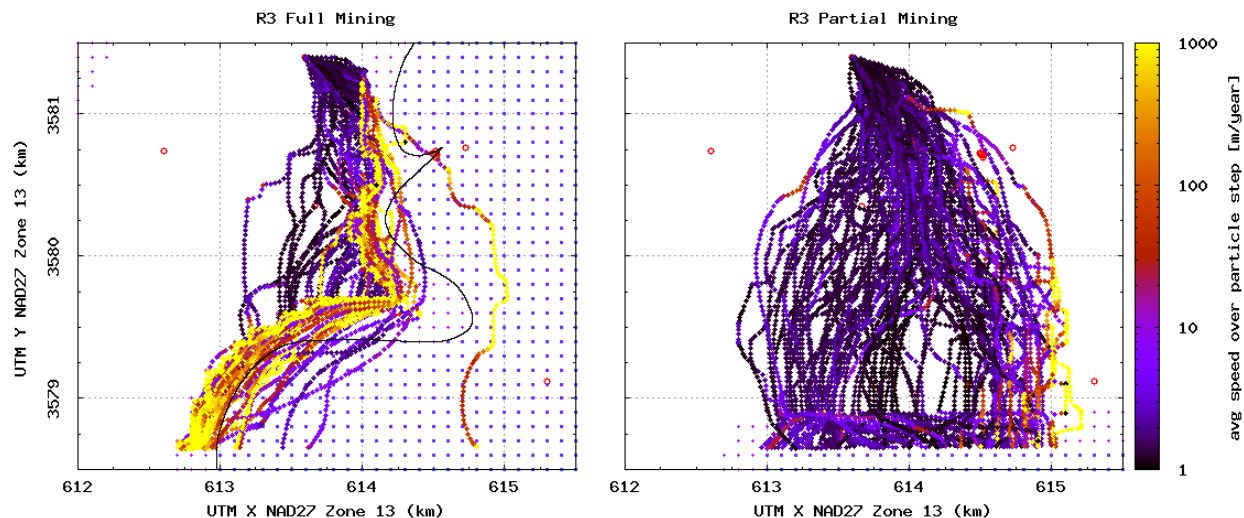 R3 Full Mining
R3 Partial Mining
1000
3581
100
3580
10
3579
1
612
613
614
615
612
613
614
615
UTM X NAD27 Zone 13 (km)
UTM X NAD27 Zone 13 (km)
UTM Y NAD27 Zone 13 (km)
avg speed over particle step [m/year]